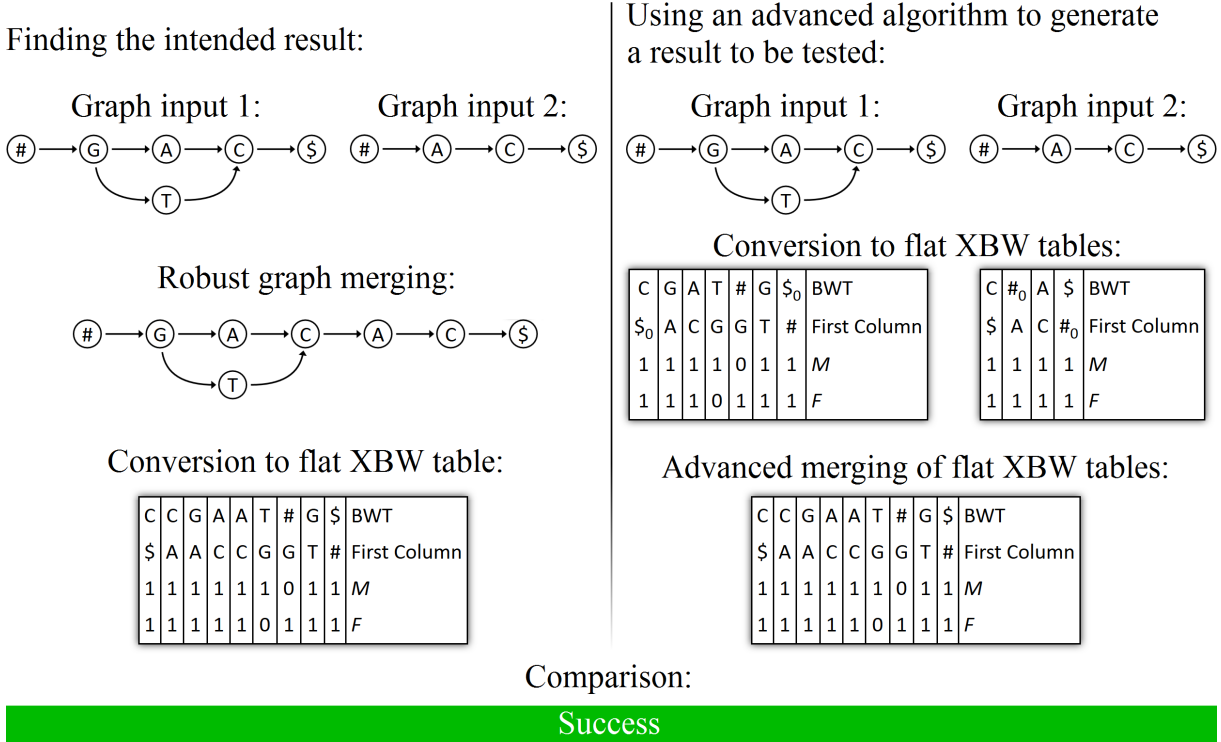 Finding the intended result:
Graph input 1:
Graph input 2:
# G A C $
T
# A C $
Robust graph merging:
# G A C A C $
T
Conversion to flat XBW table:
C C G A A T # G $ BWT
$ A A C C G G T # First Column
1 1 1 1 1 1 0 1 1 M
1 1 1 1 1 0 1 1 1 F
Using an advanced algorithm to generate
a result to be tested:
Graph input 1:
Graph input 2:
# G A C $
T
# A C $
Conversion to flat XBW tables:
C G A T # G $₀ BWT
$₀ A C G G T # First Column
1 1 1 1 0 1 1 M
1 1 1 0 1 1 1 F
C #₀ A $ BWT
$ A C #₀ First Column
1 1 1 1 M
1 1 1 1 F
Advanced merging of flat XBW tables:
C C G A A T # G $ BWT
$ A A C C G G T # First Column
1 1 1 1 1 1 0 1 1 M
1 1 1 1 1 0 1 1 1 F
Comparison:
Success